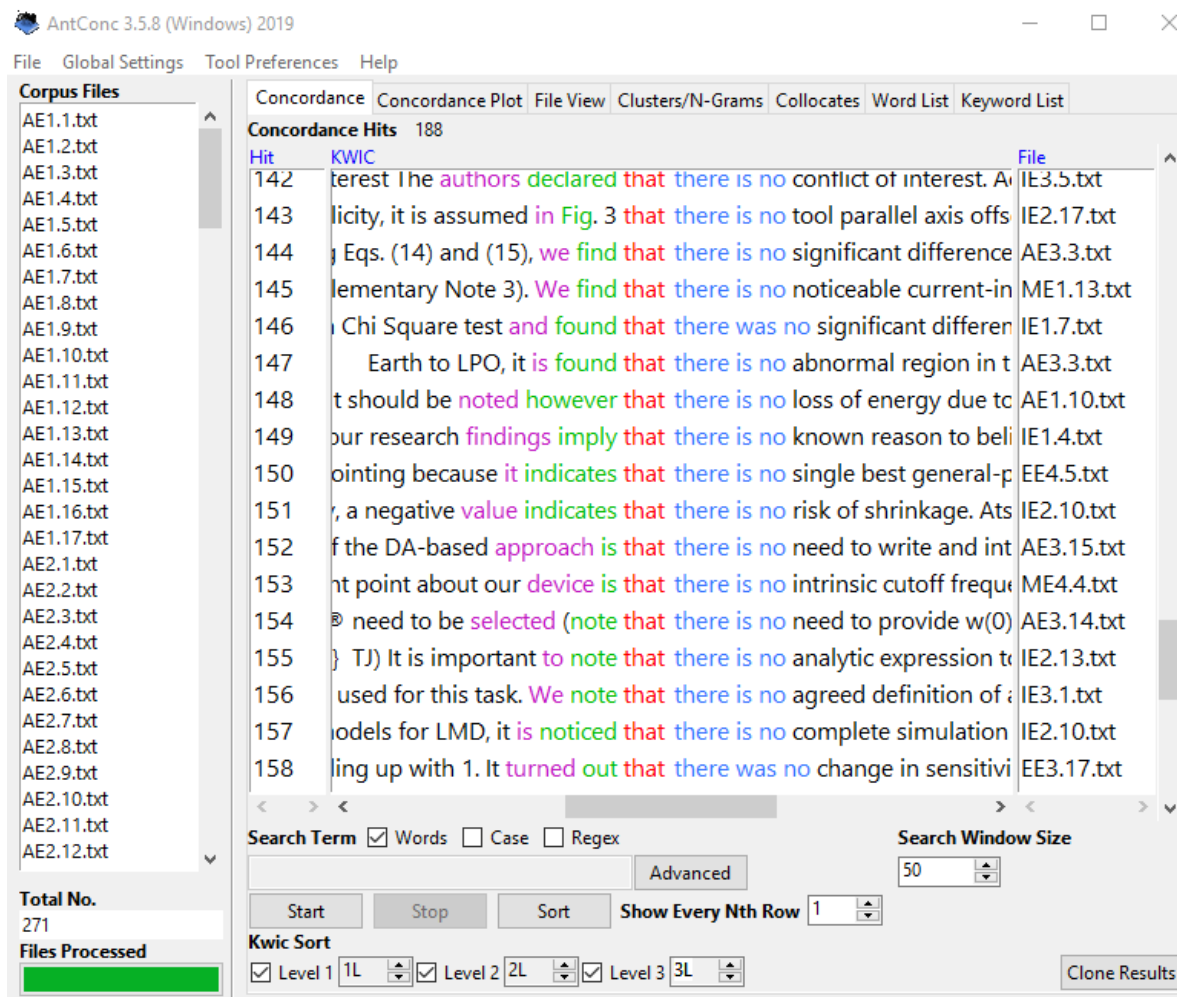 AntConc 3.5.8 (Windows) 2019
File Global Settings Tool Preferences Help
Corpus Files
AE1.1.txt
AE1.2.txt
AE1.3.txt
AE1.4.txt
AE1.5.txt
AE1.6.txt
AE1.7.txt
AE1.8.txt
AE1.9.txt
AE1.10.txt
AE1.11.txt
AE1.12.txt
AE1.13.txt
AE1.14.txt
AE1.15.txt
AE1.16.txt
AE1.17.txt
AE2.1.txt
AE2.2.txt
AE2.3.txt
AE2.4.txt
AE2.5.txt
AE2.6.txt
AE2.7.txt
AE2.8.txt
AE2.9.txt
AE2.10.txt
AE2.11.txt
AE2.12.txt
Total No.
271
Files Processed
Concordance Concordance Plot File View Clusters/N-Grams Collocates Word List Keyword List
Concordance Hits 188
Hit KWIC File
142 terest The authors declared that there is no conflict of interest. Ac IE3.5.txt
143 licity, it is assumed in Fig. 3 that there is no tool parallel axis offs IE2.17.txt
144 g Eqs. (14) and (15), we find that there is no significant difference AE3.3.txt
145 lementary Note 3). We find that there is no noticeable current-in ME1.13.txt
146 Chi Square test and found that there was no significant differen IE1.7.txt
147 Earth to LPO, it is found that there is no abnormal region in t AE3.3.txt
148 t should be noted however that there is no loss of energy due to AE1.10.txt
149 our research findings imply that there is no known reason to beli IE1.4.txt
150 ointing because it indicates that there is no single best general-p EE4.5.txt
151 , a negative value indicates that there is no risk of shrinkage. Ats IE2.10.txt
152 f the DA-based approach is that there is no need to write and int AE3.15.txt
153 nt point about our device is that there is no intrinsic cutoff freque ME4.4.txt
154 ® need to be selected (note that there is no need to provide w(0) AE3.14.txt
155 } TJ) It is important to note that there is no analytic expression to IE2.13.txt
156 used for this task. We note that there is no agreed definition of a IE3.1.txt
157 odels for LMD, it is noticed that there is no complete simulation IE2.10.txt
158 ling up with 1. It turned out that there was no change in sensitivi EE3.17.txt
Search Term Words Case Regex Search Window Size
Advanced 50
Start Stop Sort Show Every Nth Row 1
Kwic Sort
Level 1 1L Level 2 2L Level 3 3L Clone Results